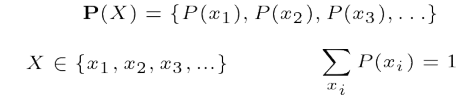 P(X) = {P(x₁), P(x₂), P(x₃), . . .}
X ∈ {x₁, x₂, x₃, ...} ∑xᵢ P(xᵢ) = 1